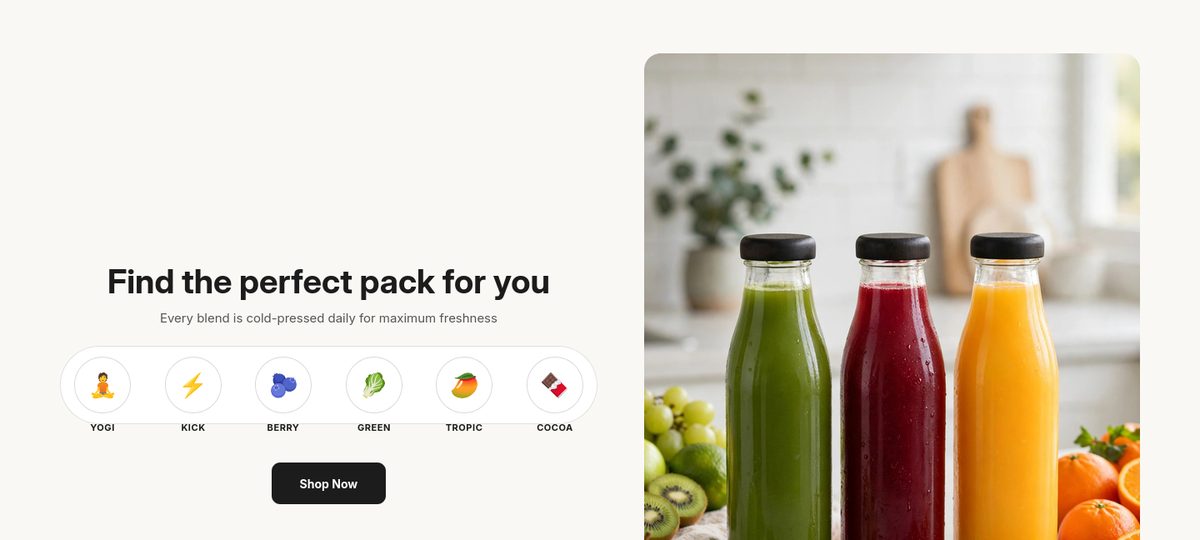 Find the perfect pack for you
Every blend is cold-pressed daily for maximum freshness
YOGI KICK BERRY GREEN TROPIC COCOA
Shop Now